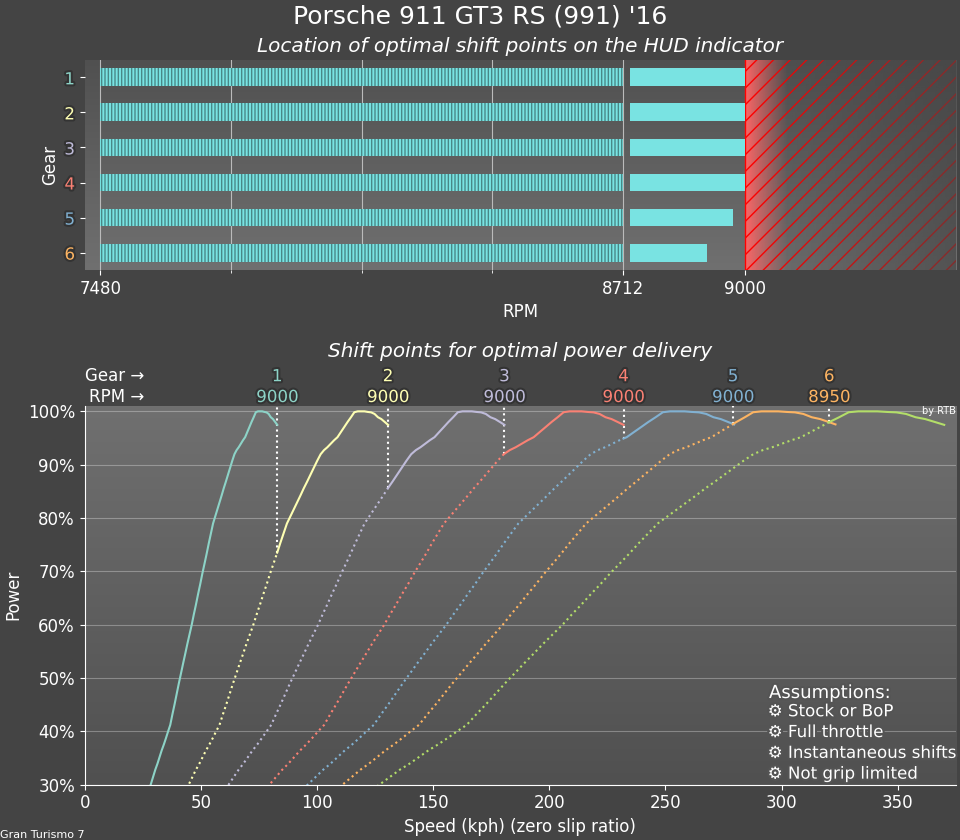 Porsche 911 GT3 RS (991) '16
Location of optimal shift points on the HUD indicator
Gear
1
2
3
4
5
6
7480 8712 9000
RPM
Shift points for optimal power delivery
Gear → 1 2 3 4 5 6
RPM → 9000 9000 9000 9000 9000 8950
by RTB
Power
100%
90%
80%
70%
60%
50%
40%
30%
Assumptions:
⚙ Stock or BoP
⚙ Full throttle
⚙ Instantaneous shifts
⚙ Not grip limited
0 50 100 150 200 250 300 350
Speed (kph) (zero slip ratio)
Gran Turismo 7